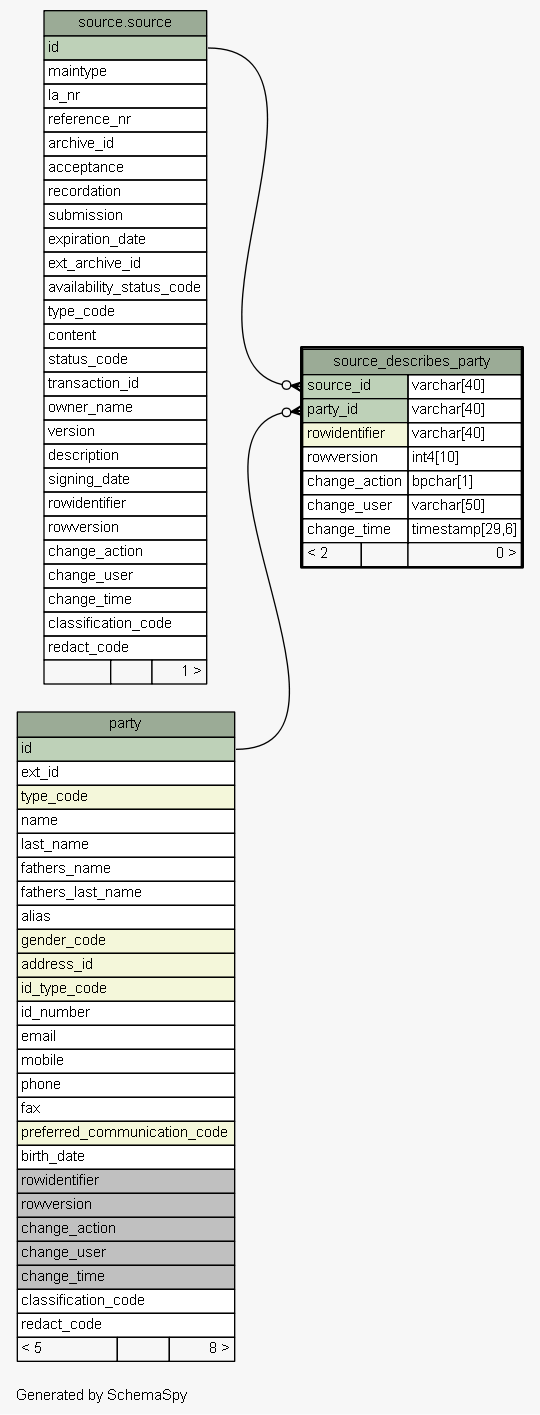 source.source
id
maintype
la_nr
reference_nr
archive_id
acceptance
recordation
submission
expiration_date
ext_archive_id
availability_status_code
type_code
content
status_code
transaction_id
owner_name
version
description
signing_date
rowidentifier
rowversion
change_action
change_user
change_time
classification_code
redact_code
1 >
source_describes_party
source_id varchar[40]
party_id varchar[40]
rowidentifier varchar[40]
rowversion int4[10]
change_action bpchar[1]
change_user varchar[50]
change_time timestamp[29,6]
< 2 0 >
party
id
ext_id
type_code
name
last_name
fathers_name
fathers_last_name
alias
gender_code
address_id
id_type_code
id_number
email
mobile
phone
fax
preferred_communication_code
birth_date
rowidentifier
rowversion
change_action
change_user
change_time
classification_code
redact_code
< 5 8 >
Generated by SchemaSpy